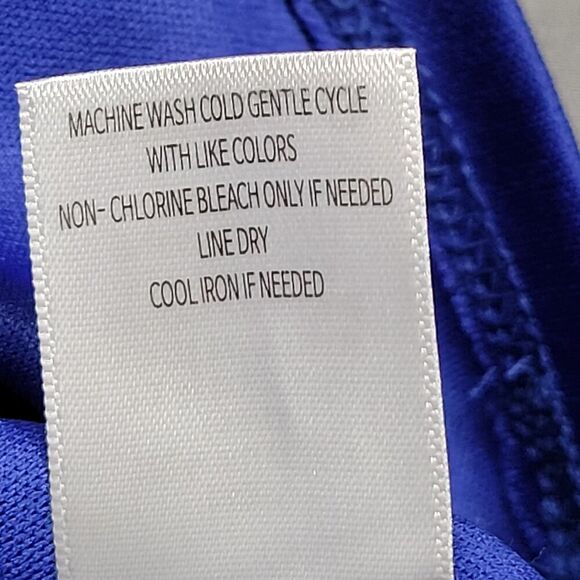 MACHINE WASH COLD GENTLE CYCLE
WITH LIKE COLORS
NON- CHLORINE BLEACH ONLY IF NEEDED
LINE DRY
COOL IRON IF NEEDED